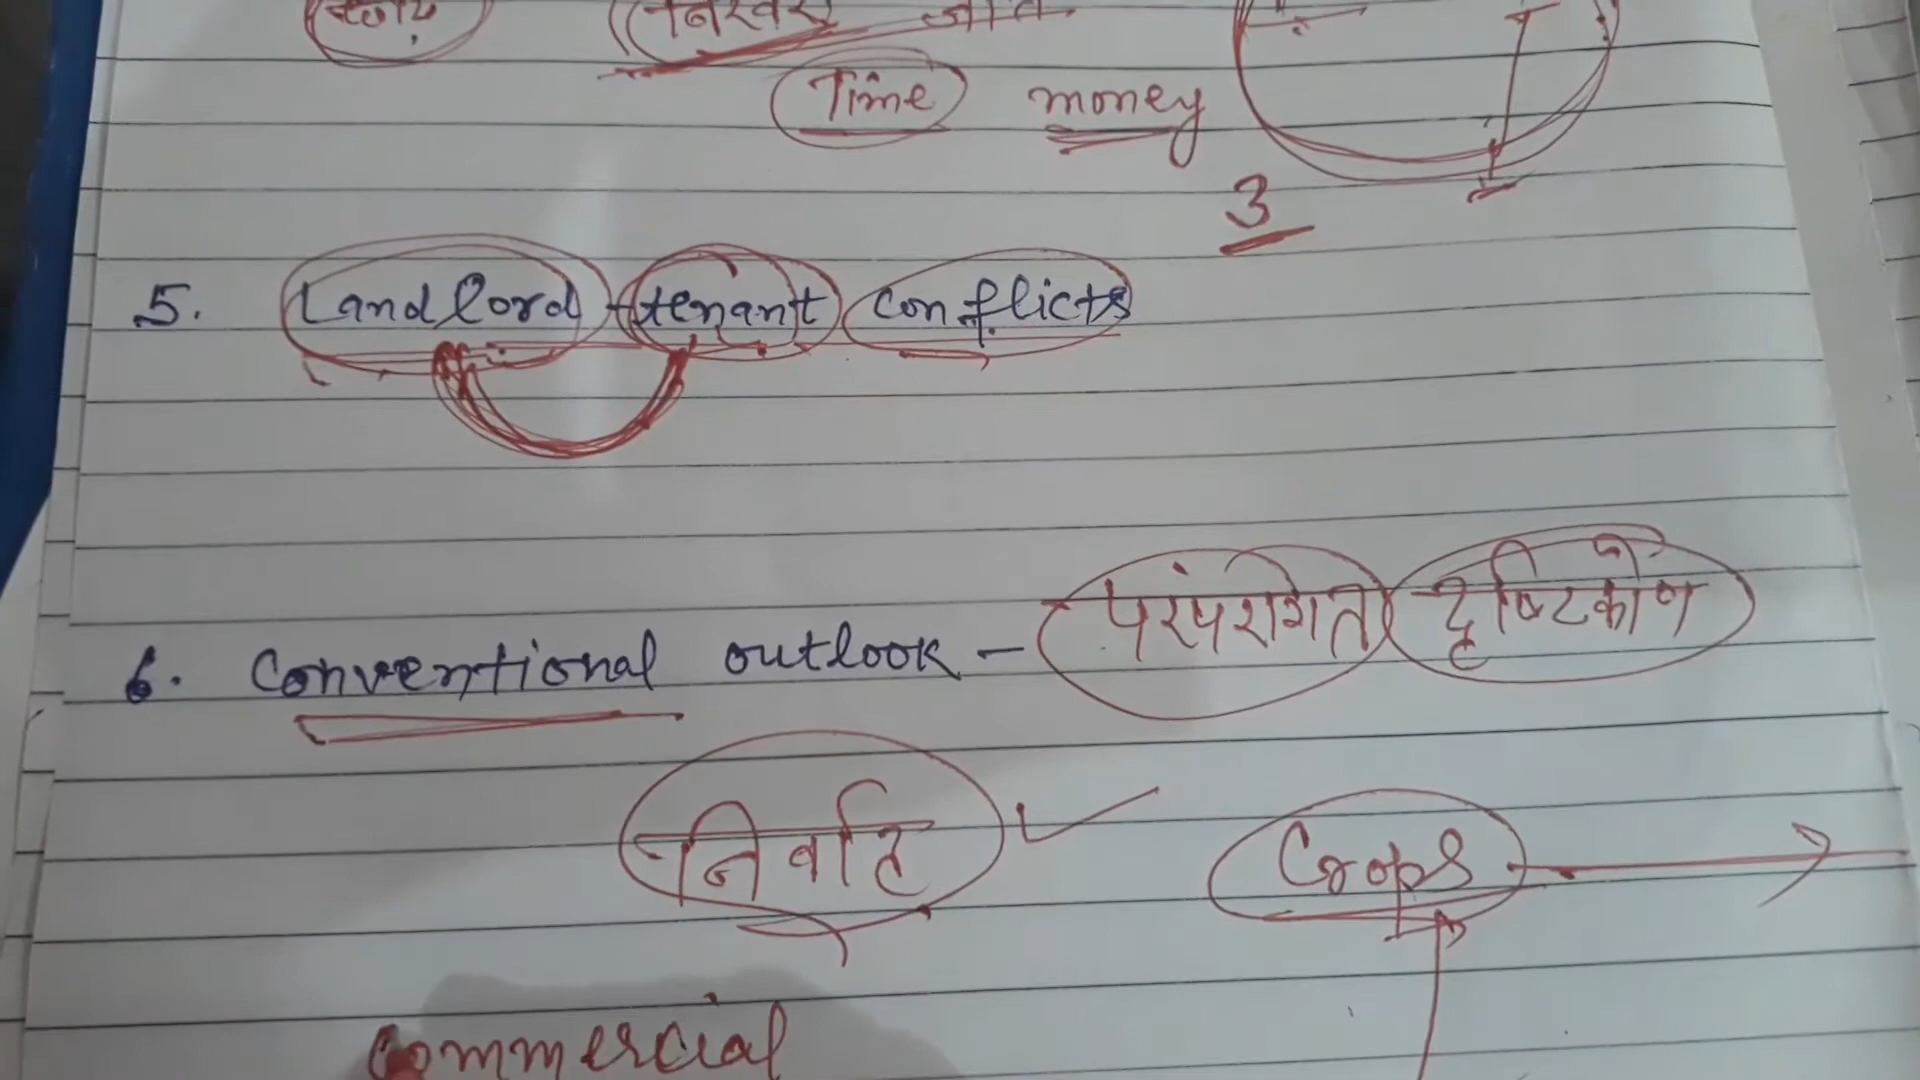 Time money
3
5. Landlord - tenant conflicts
6. Conventional outlook - परंपरागत दृष्टिकोण
निर्वाह
Crops
Commercial